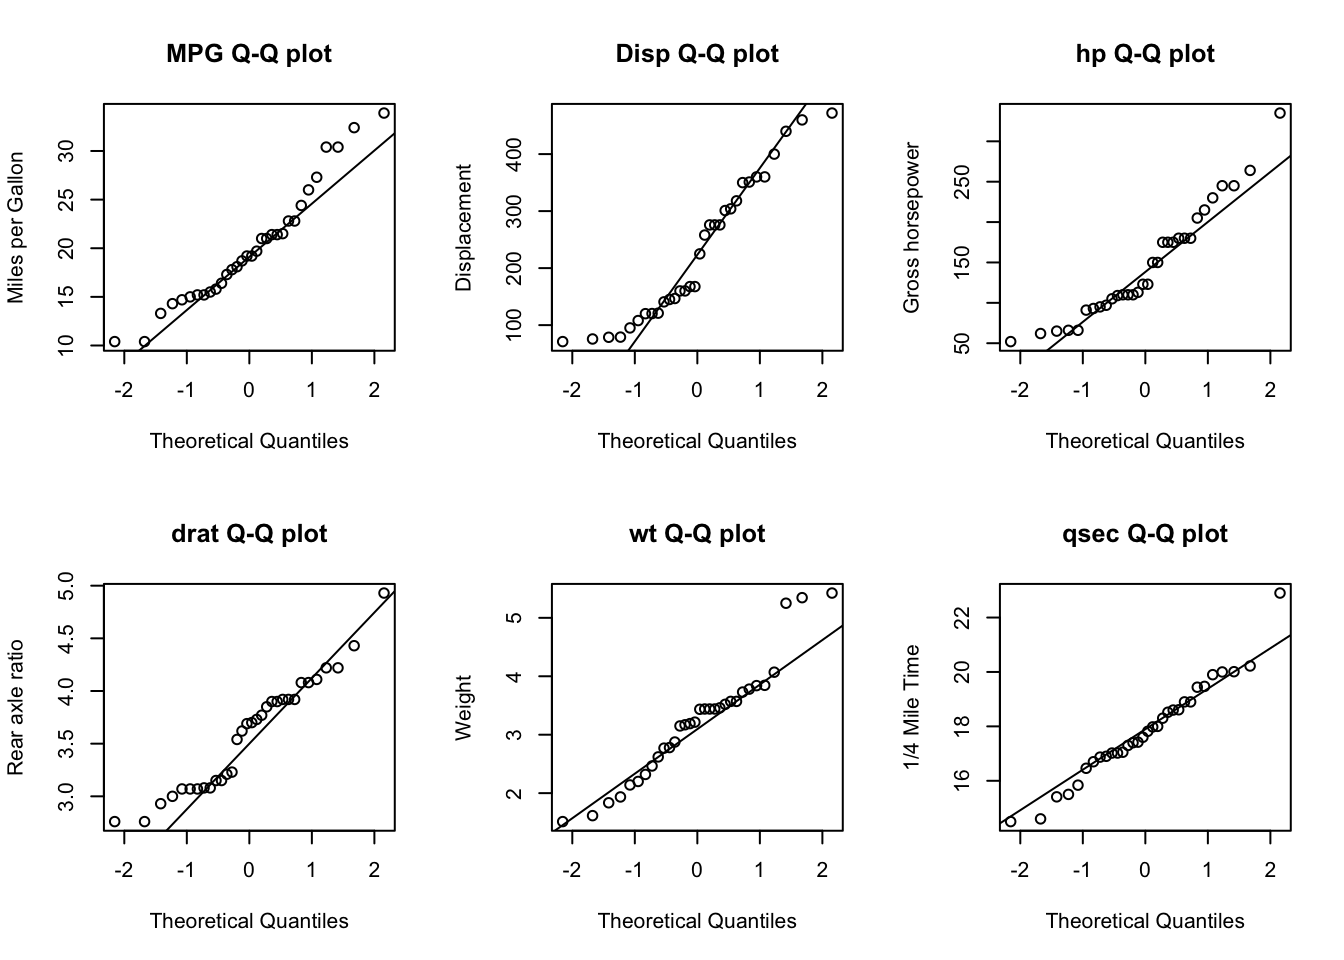 MPG Q-Q plot
Miles per Gallon
10 15 20 25 30
-2 -1 0 1 2
Theoretical Quantiles
Disp Q-Q plot
Displacement
100 200 300 400
-2 -1 0 1 2
Theoretical Quantiles
hp Q-Q plot
Gross horsepower
50 150 250
-2 -1 0 1 2
Theoretical Quantiles
drat Q-Q plot
Rear axle ratio
3.0 3.5 4.0 4.5 5.0
-2 -1 0 1 2
Theoretical Quantiles
wt Q-Q plot
Weight
2 3 4 5
-2 -1 0 1 2
Theoretical Quantiles
qsec Q-Q plot
1/4 Mile Time
16 18 20 22
-2 -1 0 1 2
Theoretical Quantiles